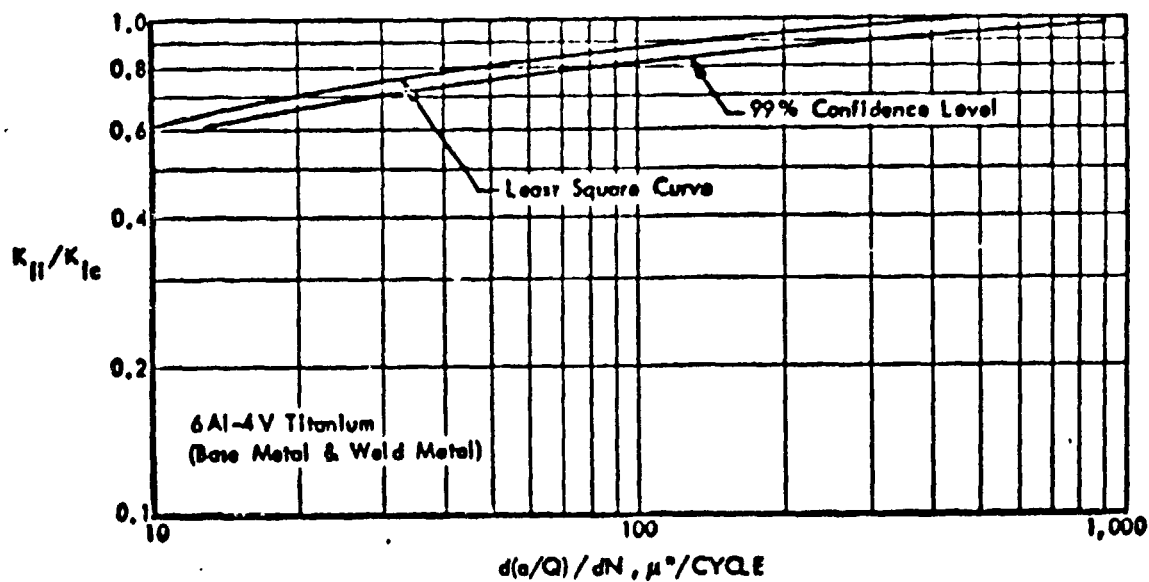 1.0
0.8
99% Confidence Level
0.6
Least Square Curve
0.4
K_Ii/K_Ic
0.2
6Al-4V Titanium
(Base Metal & Weld Metal)
0.1
10 100 1,000
d(a/Q)/dN, μ"/CYCLE